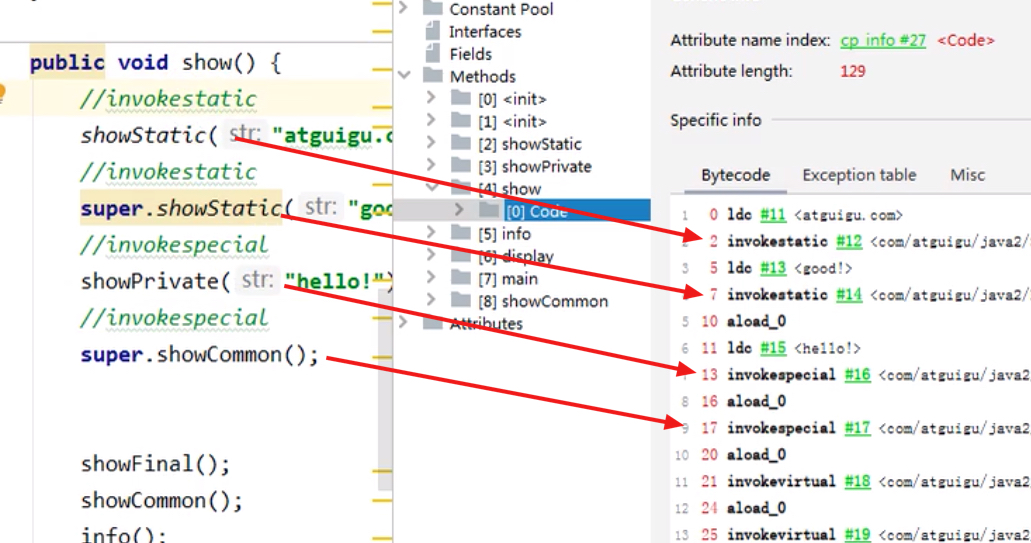 public void show() {
//invokestatic
showStatic( str: "atguigu.c
//invokestatic
super.showStatic( str: "goo
//invokespecial
showPrivate( str: "hello!")
//invokespecial
super.showCommon();
showFinal();
showCommon();
info();
Constant Pool
Interfaces
Fields
Methods
[0] <init>
[1] <init>
[2] showStatic
[3] showPrivate
[4] show
[0] Code
[5] info
[6] display
[7] main
[8] showCommon
Attributes
Attribute name index: cp info #27 <Code>
Attribute length: 129
Specific info
Bytecode Exception table Misc
1 0 ldc #11 <atguigu.com>
2 invokestatic #12 <com/atguigu/java2/
3 5 ldc #13 <good!>
7 invokestatic #14 <com/atguigu/java2/
5 10 aload_0
6 11 ldc #15 <hello!>
13 invokespecial #16 <com/atguigu/java2
8 16 aload_0
9 17 invokespecial #17 <com/atguigu/java2
10 20 aload_0
11 21 invokevirtual #18 <com/atguigu/java2
12 24 aload_0
13 25 invokevirtual #19 <com/atguigu/java2